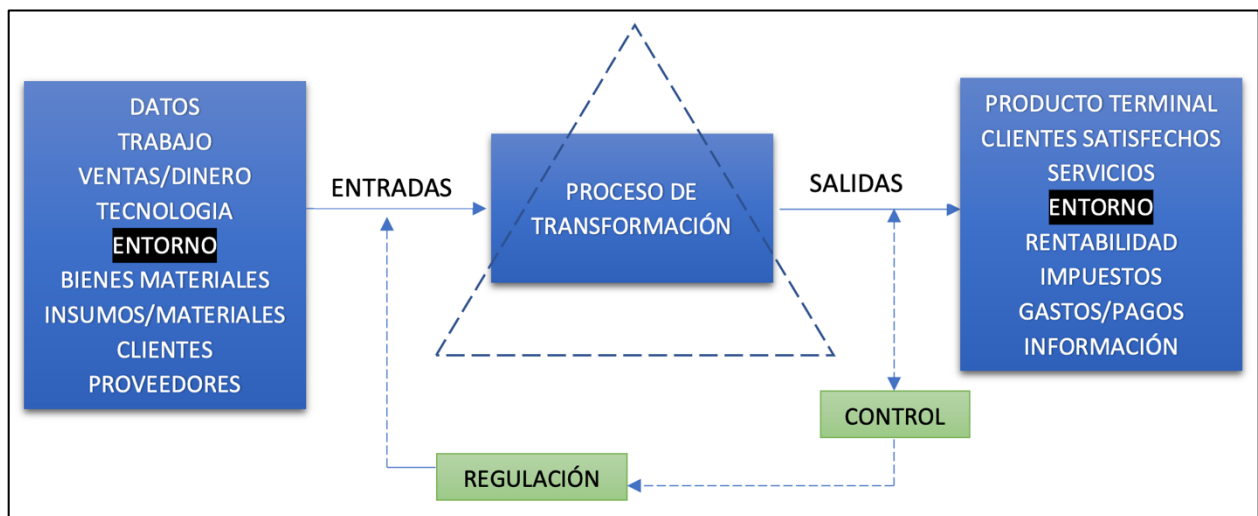 DATOS
TRABAJO
VENTAS/DINERO
TECNOLOGIA
ENTORNO
BIENES MATERIALES
INSUMOS/MATERIALES
CLIENTES
PROVEEDORES
ENTRADAS
PROCESO DE
TRANSFORMACIÓN
SALIDAS
PRODUCTO TERMINAL
CLIENTES SATISFECHOS
SERVICIOS
ENTORNO
RENTABILIDAD
IMPUESTOS
GASTOS/PAGOS
INFORMACIÓN
CONTROL
REGULACIÓN